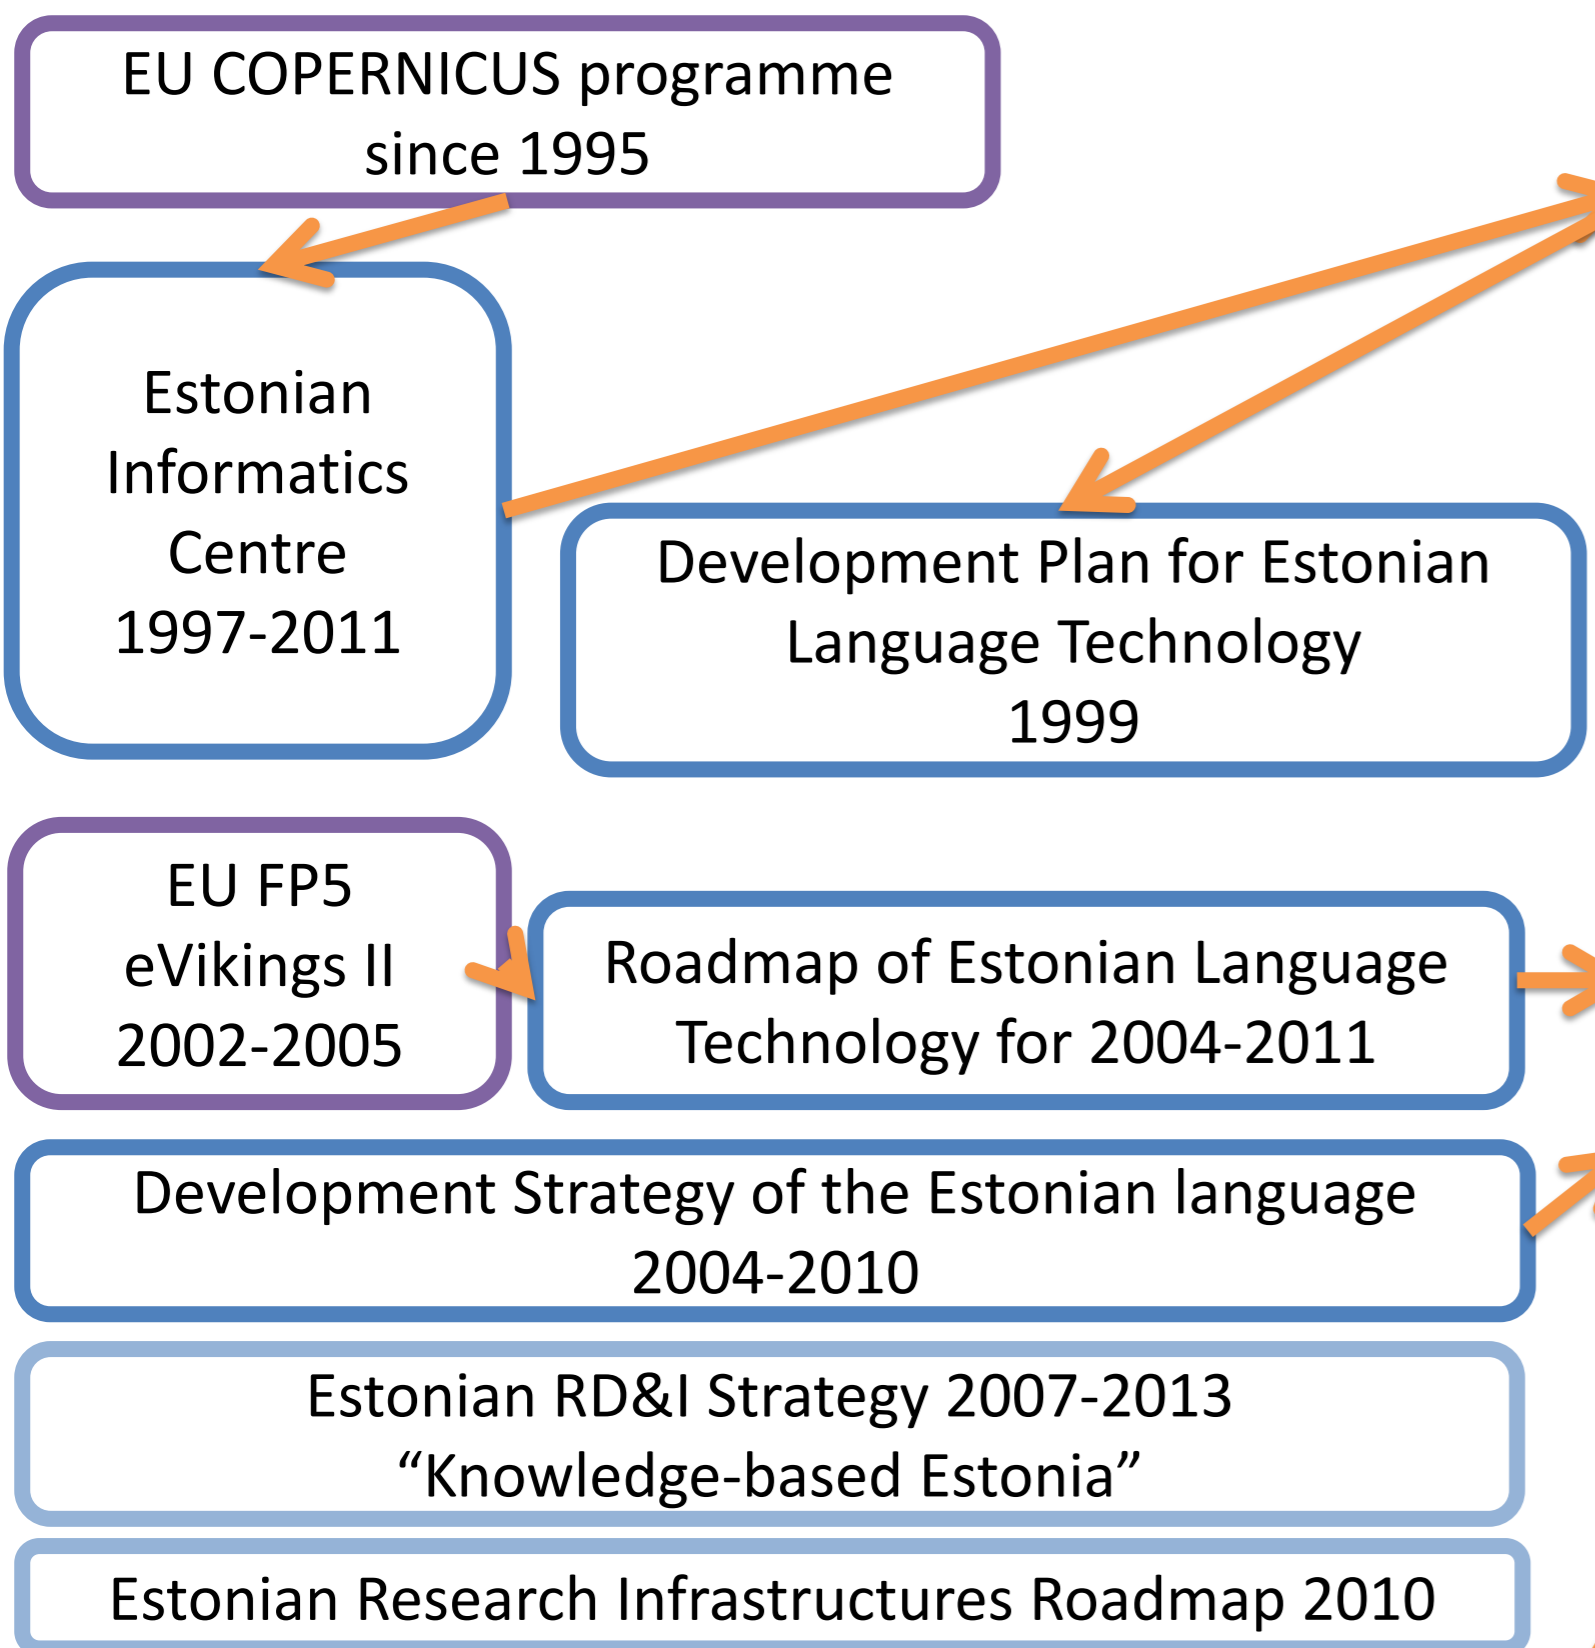 EU COPERNICUS programme
since 1995
Estonian
Informatics
Centre
1997-2011
Development Plan for Estonian
Language Technology
1999
EU FP5
eVikings II
2002-2005
Roadmap of Estonian Language
Technology for 2004-2011
Development Strategy of the Estonian language
2004-2010
Estonian RD&I Strategy 2007-2013
“Knowledge-based Estonia”
Estonian Research Infrastructures Roadmap 2010